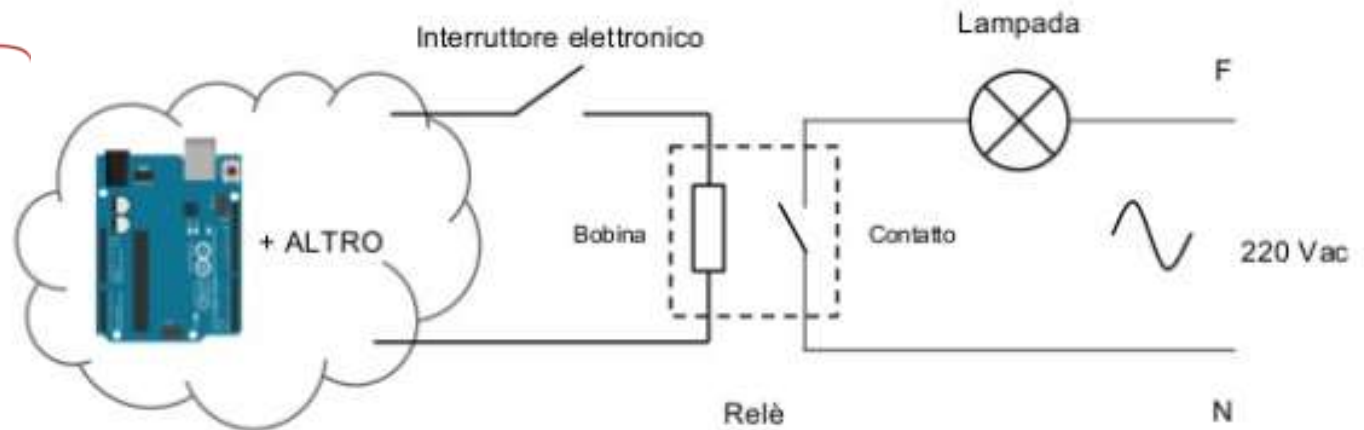 Interruttore elettronico
Lampada
F
+ ALTRO
Bobina
Contatto
220 Vac
Relè
N